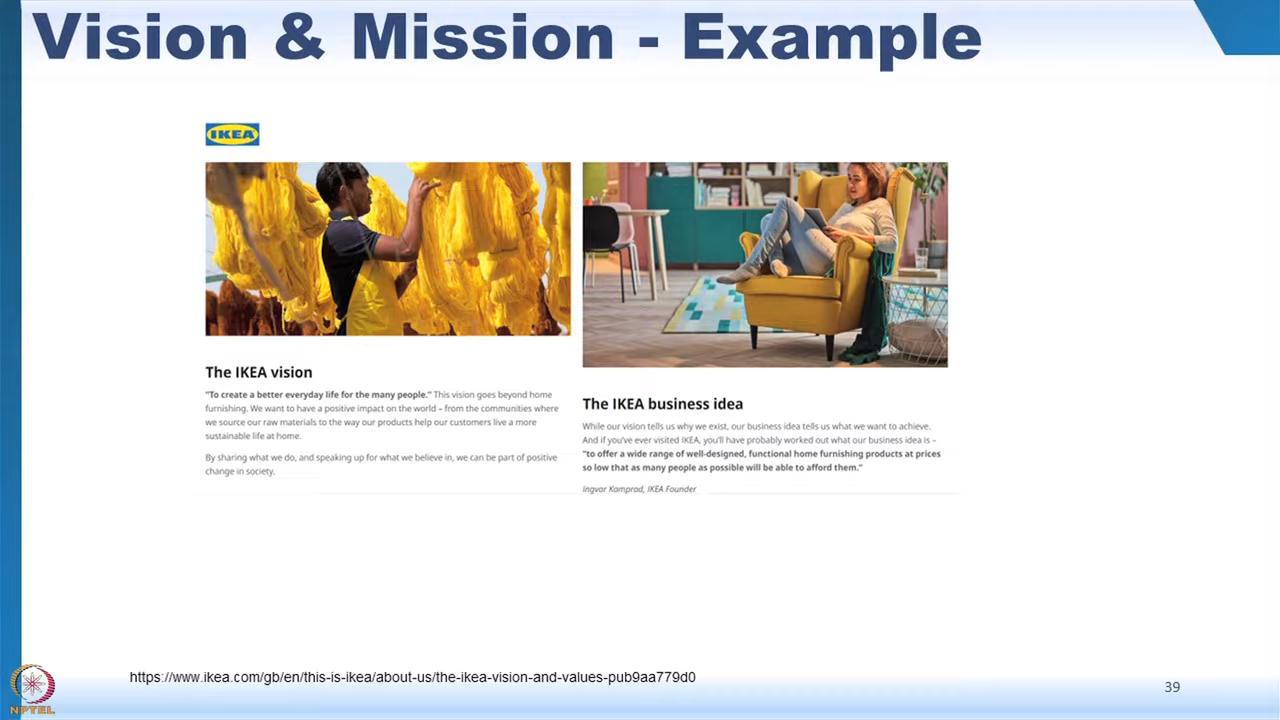 Vision & Mission - Example
IKEA
The IKEA vision
"To create a better everyday life for the many people." This vision goes beyond home
furnishing. We want to have a positive impact on the world – from the communities where
we source our raw materials to the way our products help our customers live a more
sustainable life at home.
By sharing what we do, and speaking up for what we believe in, we can be part of positive
change in society.
The IKEA business idea
While our vision tells us why we exist, our business idea tells us what we want to achieve.
And if you've ever visited IKEA, you'll have probably worked out what our business idea is –
"to offer a wide range of well-designed, functional home furnishing products at prices
so low that as many people as possible will be able to afford them."
Ingvar Kamprad, IKEA Founder
https://www.ikea.com/gb/en/this-is-ikea/about-us/the-ikea-vision-and-values-pub9aa779d0
39
NPTEL